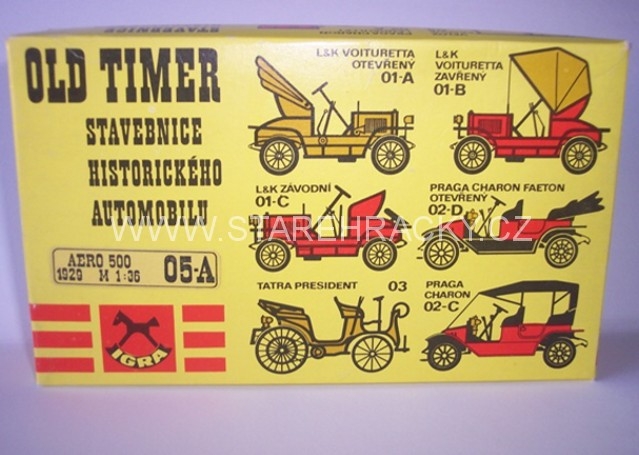 OLD TIMER
STAVEBNICE
HISTORICKÉHO
AUTOMOBILU
AERO 500
1929 M 1:36
05-A
IGRA
L&K VOITURETTA
OTEVŘENÝ
01-A
L&K
VOITURETTA
ZAVŘENÝ
01-B
L&K ZÁVODNÍ
01-C
PRAGA CHARON FAETON
OTEVŘENÝ
02-D
TATRA PRESIDENT 03
PRAGA
CHARON
02-C
WWW.STAREHRACKY.CZ